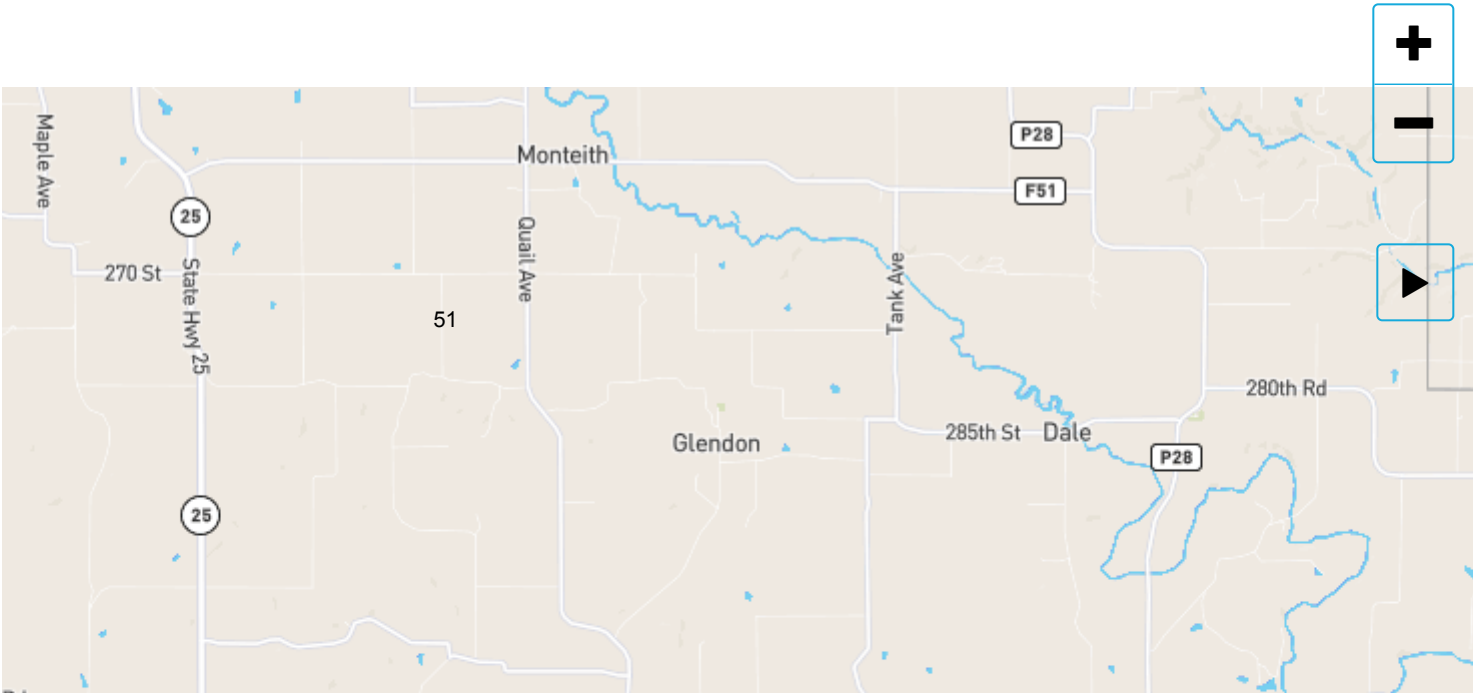 P28
Maple Ave
Monteith
F51
25
Quail Ave
270 St
State Hwy 25
Tank Ave
51
280th Rd
Glendon
285th St
Dale
P28
25